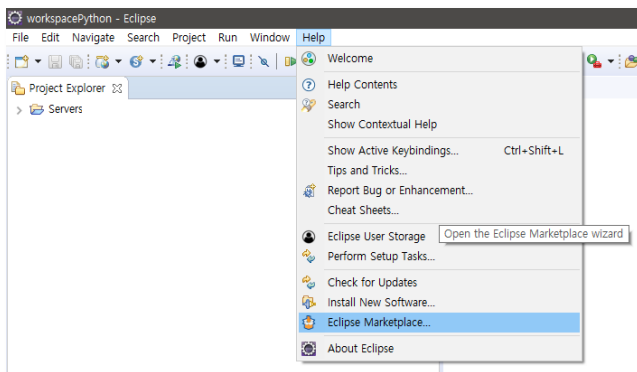 workspacePython - Eclipse
File Edit Navigate Search Project Run Window Help
Project Explorer
Servers
Welcome
Help Contents
Search
Show Contextual Help
Show Active Keybindings... Ctrl+Shift+L
Tips and Tricks...
Report Bug or Enhancement...
Cheat Sheets...
Eclipse User Storage
Open the Eclipse Marketplace wizard
Perform Setup Tasks...
Check for Updates
Install New Software...
Eclipse Marketplace...
About Eclipse